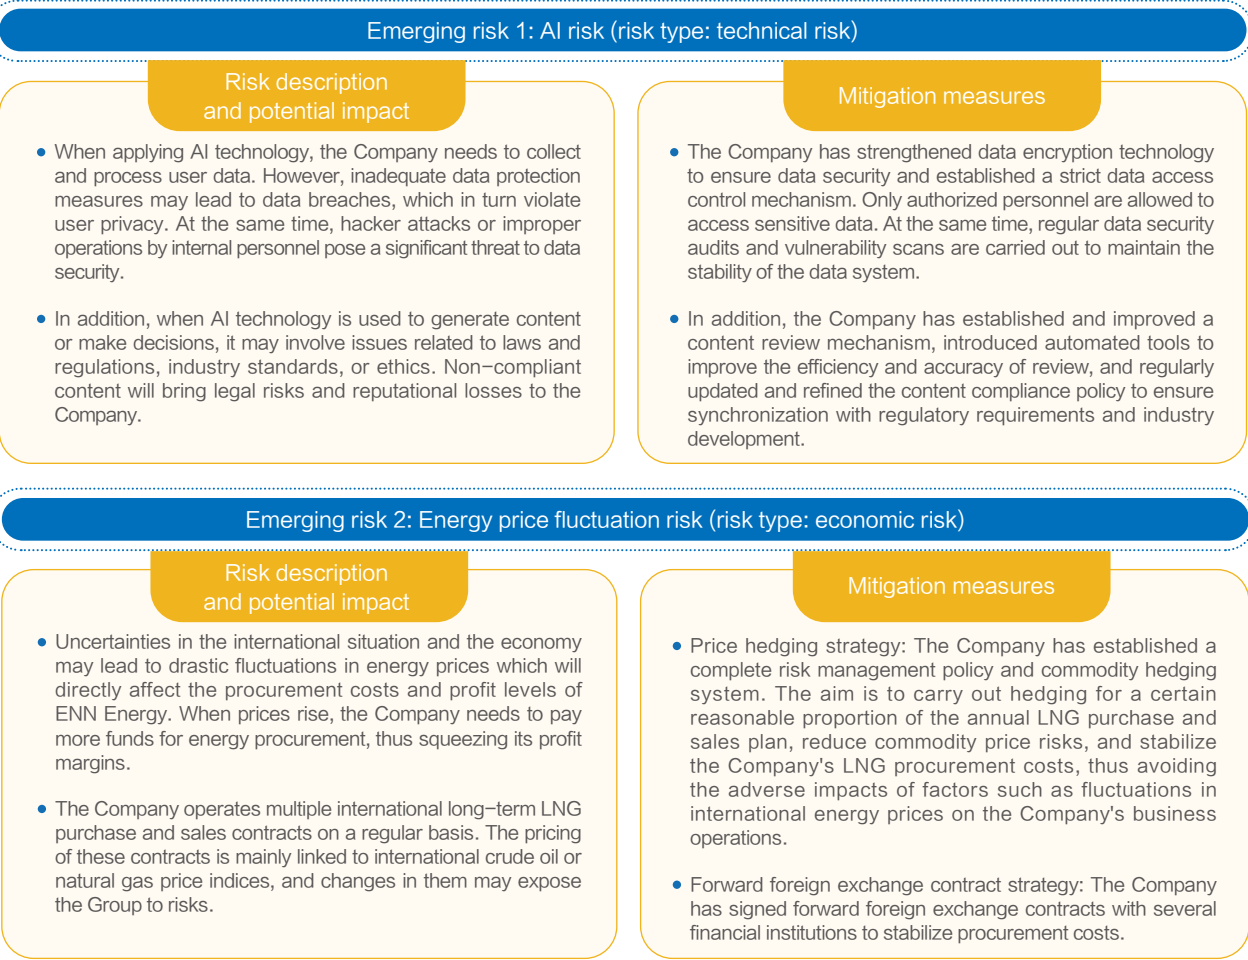 Emerging risk 1: AI risk (risk type: technical risk)
Risk description
and potential impact
• When applying AI technology, the Company needs to collect
and process user data. However, inadequate data protection
measures may lead to data breaches, which in turn violate
user privacy. At the same time, hacker attacks or improper
operations by internal personnel pose a significant threat to data
security.
• In addition, when AI technology is used to generate content
or make decisions, it may involve issues related to laws and
regulations, industry standards, or ethics. Non-compliant
content will bring legal risks and reputational losses to the
Company.
Mitigation measures
• The Company has strengthened data encryption technology
to ensure data security and established a strict data access
control mechanism. Only authorized personnel are allowed to
access sensitive data. At the same time, regular data security
audits and vulnerability scans are carried out to maintain the
stability of the data system.
• In addition, the Company has established and improved a
content review mechanism, introduced automated tools to
improve the efficiency and accuracy of review, and regularly
updated and refined the content compliance policy to ensure
synchronization with regulatory requirements and industry
development.
Emerging risk 2: Energy price fluctuation risk (risk type: economic risk)
Risk description
and potential impact
• Uncertainties in the international situation and the economy
may lead to drastic fluctuations in energy prices which will
directly affect the procurement costs and profit levels of
ENN Energy. When prices rise, the Company needs to pay
more funds for energy procurement, thus squeezing its profit
margins.
• The Company operates multiple international long-term LNG
purchase and sales contracts on a regular basis. The pricing
of these contracts is mainly linked to international crude oil or
natural gas price indices, and changes in them may expose
the Group to risks.
Mitigation measures
• Price hedging strategy: The Company has established a
complete risk management policy and commodity hedging
system. The aim is to carry out hedging for a certain
reasonable proportion of the annual LNG purchase and
sales plan, reduce commodity price risks, and stabilize
the Company's LNG procurement costs, thus avoiding
the adverse impacts of factors such as fluctuations in
international energy prices on the Company's business
operations.
• Forward foreign exchange contract strategy: The Company
has signed forward foreign exchange contracts with several
financial institutions to stabilize procurement costs.